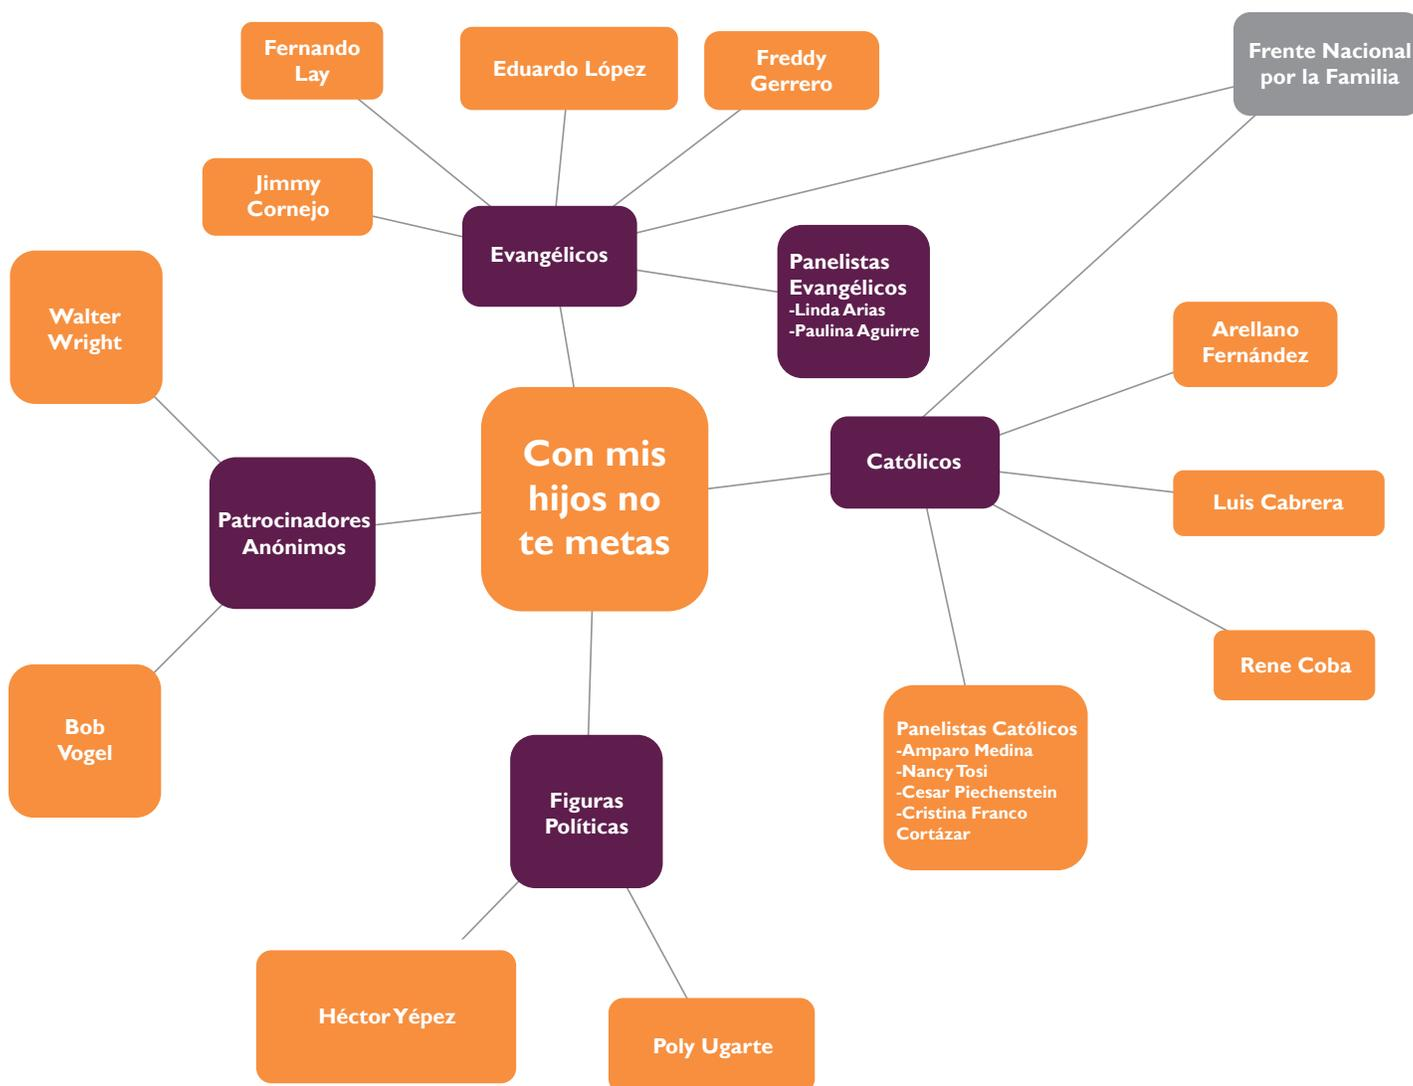 Fernando
Lay
Eduardo López
Freddy
Gerrero
Frente Nacional
por la Familia
Jimmy
Cornejo
Evangélicos
Panelistas
Evangélicos
-Linda Arias
-Paulina Aguirre
Walter
Wright
Arellano
Fernández
Con mis
hijos no
te metas
Católicos
Luis Cabrera
Patrocinadores
Anónimos
Rene Coba
Bob
Vogel
Panelistas Católicos
-Amparo Medina
-Nancy Tosi
-Cesar Piechenstein
-Cristina Franco
Cortázar
Figuras
Políticas
Héctor Yépez
Poly Ugarte